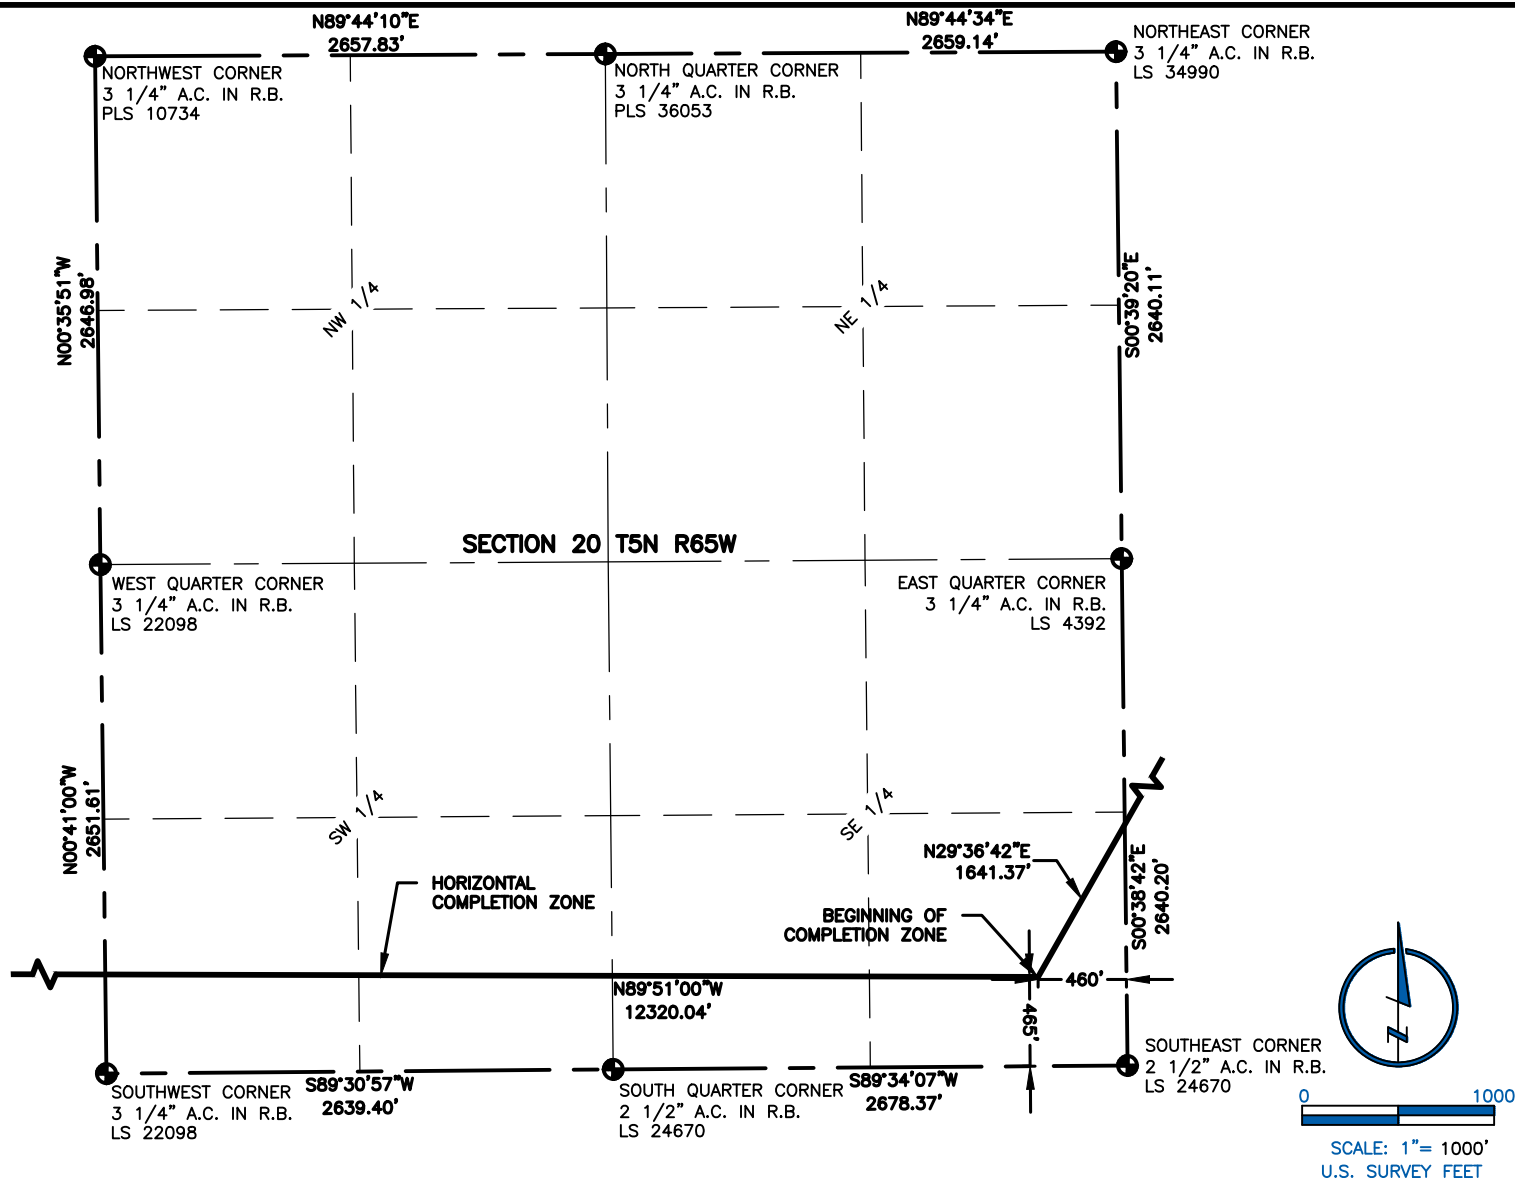 N89°44'10"E
2657.83'
N89°44'34"E
2659.14'
NORTHEAST CORNER
3 1/4" A.C. IN R.B.
LS 34990
NORTHWEST CORNER
3 1/4" A.C. IN R.B.
PLS 10734
NORTH QUARTER CORNER
3 1/4" A.C. IN R.B.
PLS 36053
N00°35'51"W
2646.98'
NW 1/4
NE 1/4
S00°39'20"E
2640.11'
SECTION 20 T5N R65W
WEST QUARTER CORNER
3 1/4" A.C. IN R.B.
LS 22098
EAST QUARTER CORNER
3 1/4" A.C. IN R.B.
LS 4392
N00°41'00"W
2651.61'
SW 1/4
SE 1/4
N29°36'42"E
1641.37'
S00°38'42"E
2640.20'
HORIZONTAL
COMPLETION ZONE
BEGINNING OF
COMPLETION ZONE
460'
N89°51'00"W
12320.04'
465'
N
SOUTHEAST CORNER
2 1/2" A.C. IN R.B.
LS 24670
SOUTHWEST CORNER
3 1/4" A.C. IN R.B.
LS 22098
S89°30'57"W
2639.40'
SOUTH QUARTER CORNER
2 1/2" A.C. IN R.B.
LS 24670
S89°34'07"W
2678.37'
0 1000
SCALE: 1"= 1000'
U.S. SURVEY FEET